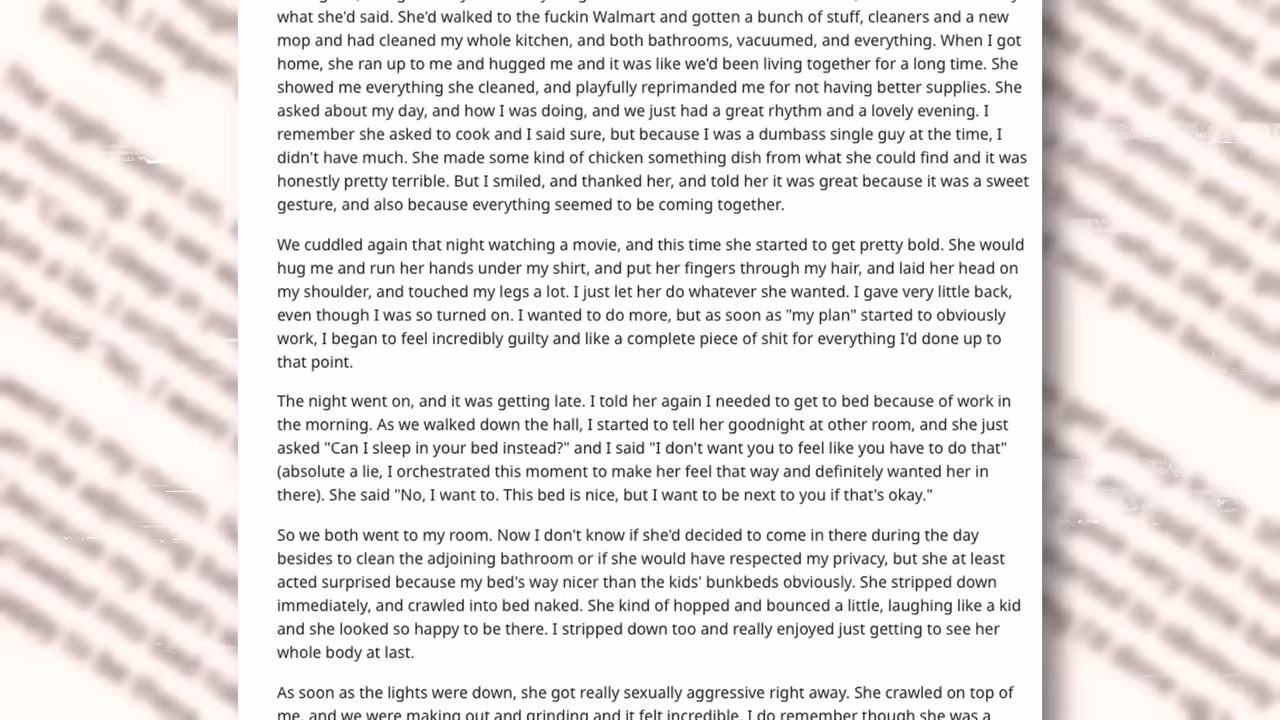 what she'd said. She'd walked to the fuckin Walmart and gotten a bunch of stuff, cleaners and a new
mop and had cleaned my whole kitchen, and both bathrooms, vacuumed, and everything. When I got
home, she ran up to me and hugged me and it was like we'd been living together for a long time. She
showed me everything she cleaned, and playfully reprimanded me for not having better supplies. She
asked about my day, and how I was doing, and we just had a great rhythm and a lovely evening. I
remember she asked to cook and I said sure, but because I was a dumbass single guy at the time, I
didn't have much. She made some kind of chicken something dish from what she could find and it was
honestly pretty terrible. But I smiled, and thanked her, and told her it was great because it was a sweet
gesture, and also because everything seemed to be coming together.
We cuddled again that night watching a movie, and this time she started to get pretty bold. She would
hug me and run her hands under my shirt, and put her fingers through my hair, and laid her head on
my shoulder, and touched my legs a lot. I just let her do whatever she wanted. I gave very little back,
even though I was so turned on. I wanted to do more, but as soon as "my plan" started to obviously
work, I began to feel incredibly guilty and like a complete piece of shit for everything I'd done up to
that point.
The night went on, and it was getting late. I told her again I needed to get to bed because of work in
the morning. As we walked down the hall, I started to tell her goodnight at other room, and she just
asked "Can I sleep in your bed instead?" and I said "I don't want you to feel like you have to do that"
(absolute a lie, I orchestrated this moment to make her feel that way and definitely wanted her in
there). She said "No, I want to. This bed is nice, but I want to be next to you if that's okay."
So we both went to my room. Now I don't know if she'd decided to come in there during the day
besides to clean the adjoining bathroom or if she would have respected my privacy, but she at least
acted surprised because my bed's way nicer than the kids' bunkbeds obviously. She stripped down
immediately, and crawled into bed naked. She kind of hopped and bounced a little, laughing like a kid
and she looked so happy to be there. I stripped down too and really enjoyed just getting to see her
whole body at last.
As soon as the lights were down, she got really sexually aggressive right away. She crawled on top of
me, and we were making out and grinding and it felt incredible. I do remember though she was a